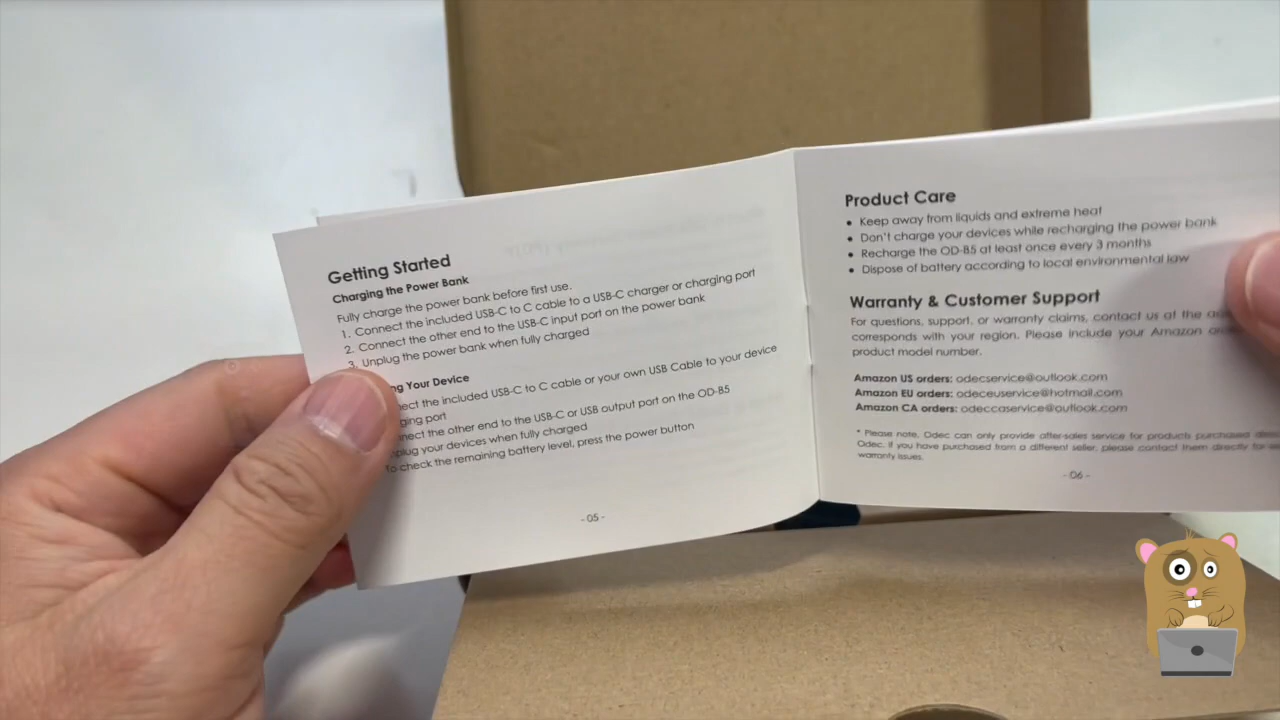 Getting Started
Charging the Power Bank
Fully charge the power bank before first use.
1. Connect the included USB-C to C cable to a USB-C charger or charging port
2. Connect the other end to the USB-C input port on the power bank
3. Unplug the power bank when fully charged
Your Device
the included USB-C to C cable or your own USB Cable to your device
port
the other end to the USB-C or USB output port on the OD-B5
your devices when fully charged
To check the remaining battery level, press the power button
- 05 -
Product Care
• Keep away from liquids and extreme heat
• Don't charge your devices while recharging the power bank
• Recharge the OD-B5 at least once every 3 months
• Dispose of battery according to local environmental law
Warranty & Customer Support
For questions, support, or warranty claims, contact us at the
corresponds with your region. Please include your Amazon
product model number.
Amazon US orders: odecservice@outlook.com
Amazon EU orders: odeceuservice@hotmail.com
Amazon CA orders: odeccaservice@outlook.com
* Please note, Odec can only provide after-sales service for products purchased
Odec. If you have purchased from a different seller, please contact them directly for
warranty issues.
- 06 -